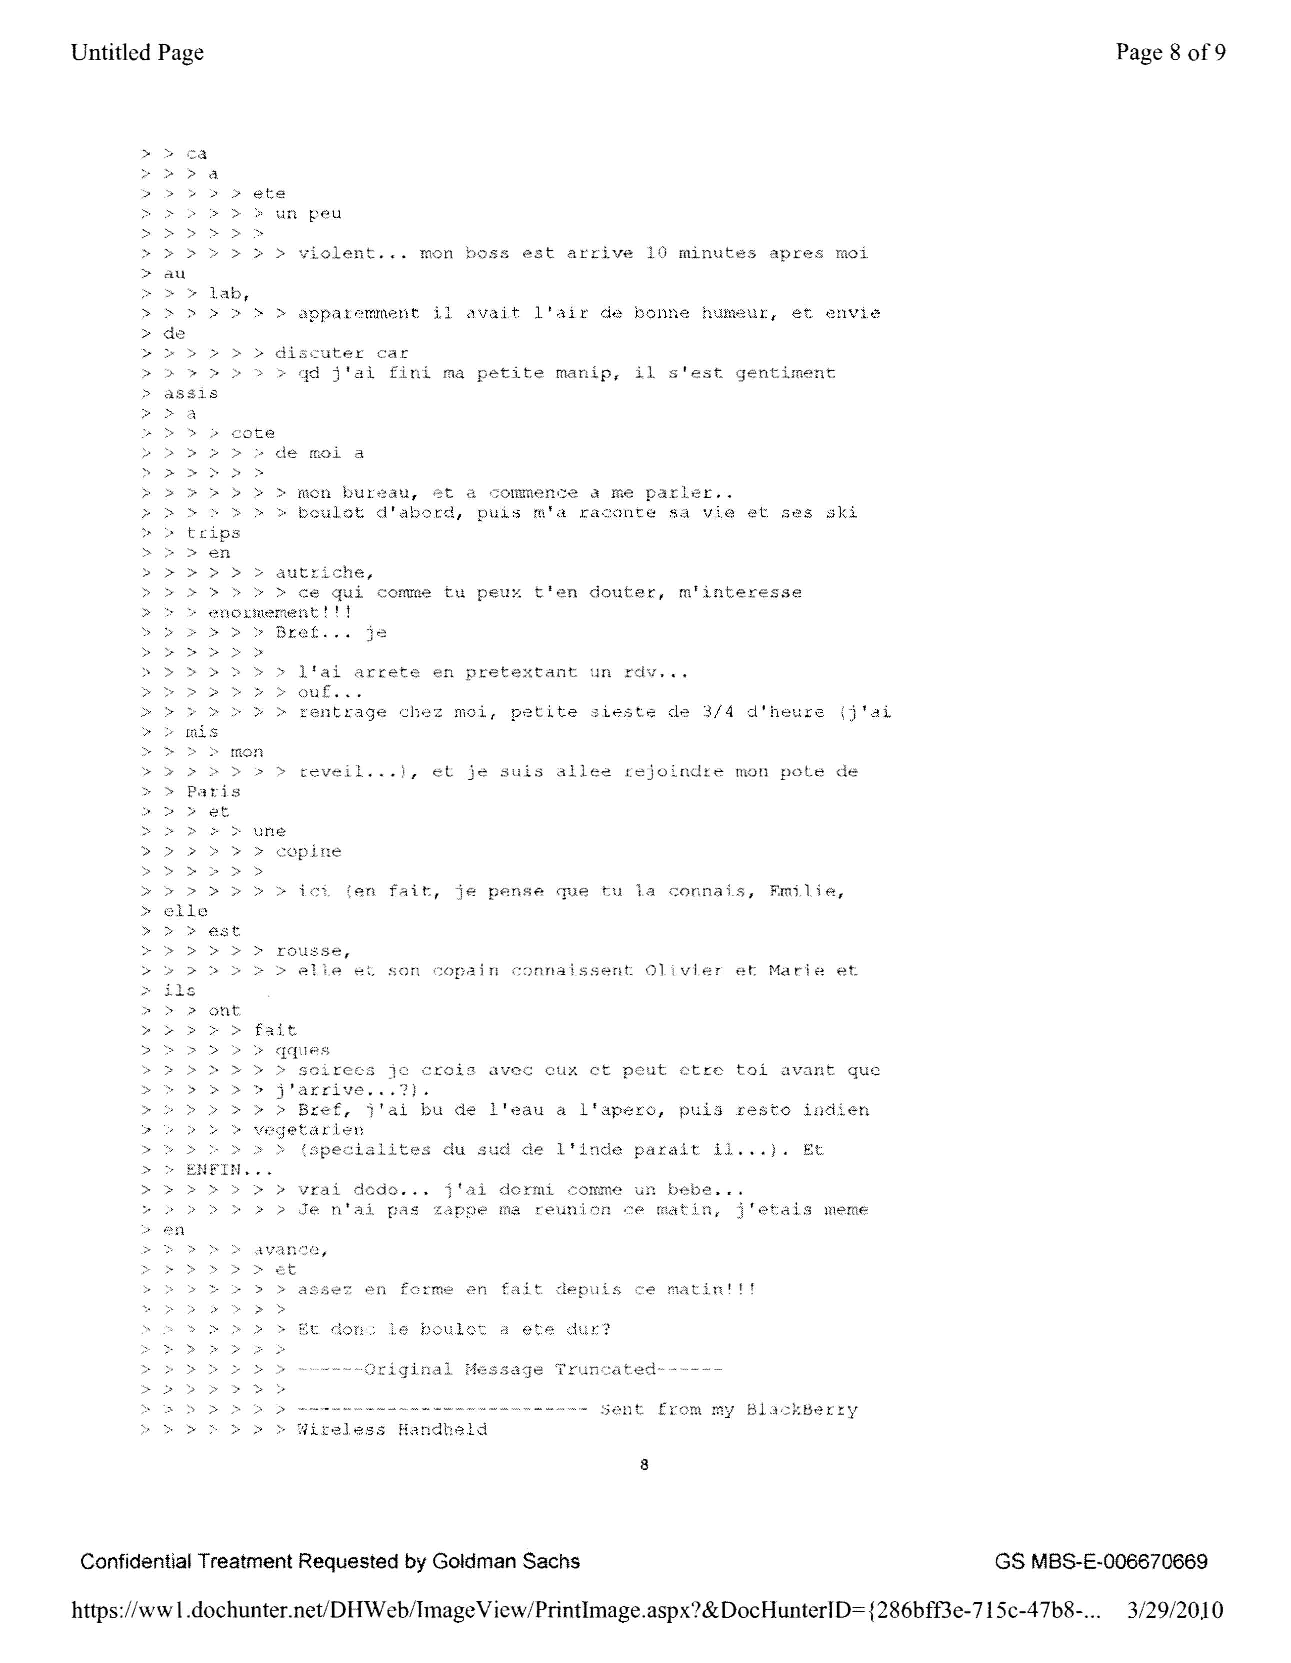 Untitled Page
Page 8 of 9
> > ca
> > > a
> > > > > ete
> > > > > > un peu
> > > > > >
> > > > > > > violent... mon boss est arrive 10 minutes apres moi
> au
> > > lab,
> > > > > > > apparemment il avait l'air de bonne humeur, et envie
> de
> > > > > > discuter car
> > > > > > > qd j'ai fini ma petite manip, il s'est gentiment
> assis
> > a
> > > > cote
> > > > > > de moi a
> > > > > >
> > > > > > > mon bureau, et a commence a me parler..
> > > > > > > boulot d'abord, puis m'a raconte sa vie et ses ski
> > trips
> > > en
> > > > > > autriche,
> > > > > > > ce qui comme tu peux t'en douter, m'interesse
> > > enormement!!!
> > > > > > Bref... je
> > > > > >
> > > > > > > l'ai arrete en pretextant un rdv...
> > > > > > > ouf...
> > > > > > > rentrage chez moi, petite sieste de 3/4 d'heure (j'ai
> > mis
> > > > mon
> > > > > > > reveil...), et je suis allee rejoindre mon pote de
> > Paris
> > > et
> > > > > une
> > > > > > copine
> > > > > >
> > > > > > > ici (en fait, je pense que tu la connais, Emilie,
> elle
> > > est
> > > > > > rousse,
> > > > > > > elle et son copain connaissent Olivier et Marie et
> ils
> > > ont
> > > > > fait
> > > > > > qques
> > > > > > > soirees je crois avec eux et peut etre toi avant que
> > > > > > j'arrive...?).
> > > > > > > Bref, j'ai bu de l'eau a l'apero, puis resto indien
> > > > > vegetarien
> > > > > > > (specialites du sud de l'inde parait il...). Et
> > ENFIN...
> > > > > > > vrai dodo... j'ai dormi comme un bebe...
> > > > > > > Je n'ai pas zappe ma reunion ce matin, j'etais meme
> en
> > > > > avance,
> > > > > > et
> > > > > > > assez en forme en fait depuis ce matin!!!
> > > > > > >
> > > > > > > Et donc le boulot a ete dur?
> > > > > > >
> > > > > > > ------Original Message Truncated------
> > > > > > >
> > > > > > > -------------------------- Sent from my BlackBerry
> > > > > > > Wireless Handheld
8
Confidential Treatment Requested by Goldman Sachs
GS MBS-E-006670669
https://ww1.dochunter.net/DHWeb/ImageView/PrintImage.aspx?&DocHunterID={286bff3e-715c-47b8-...
3/29/2010